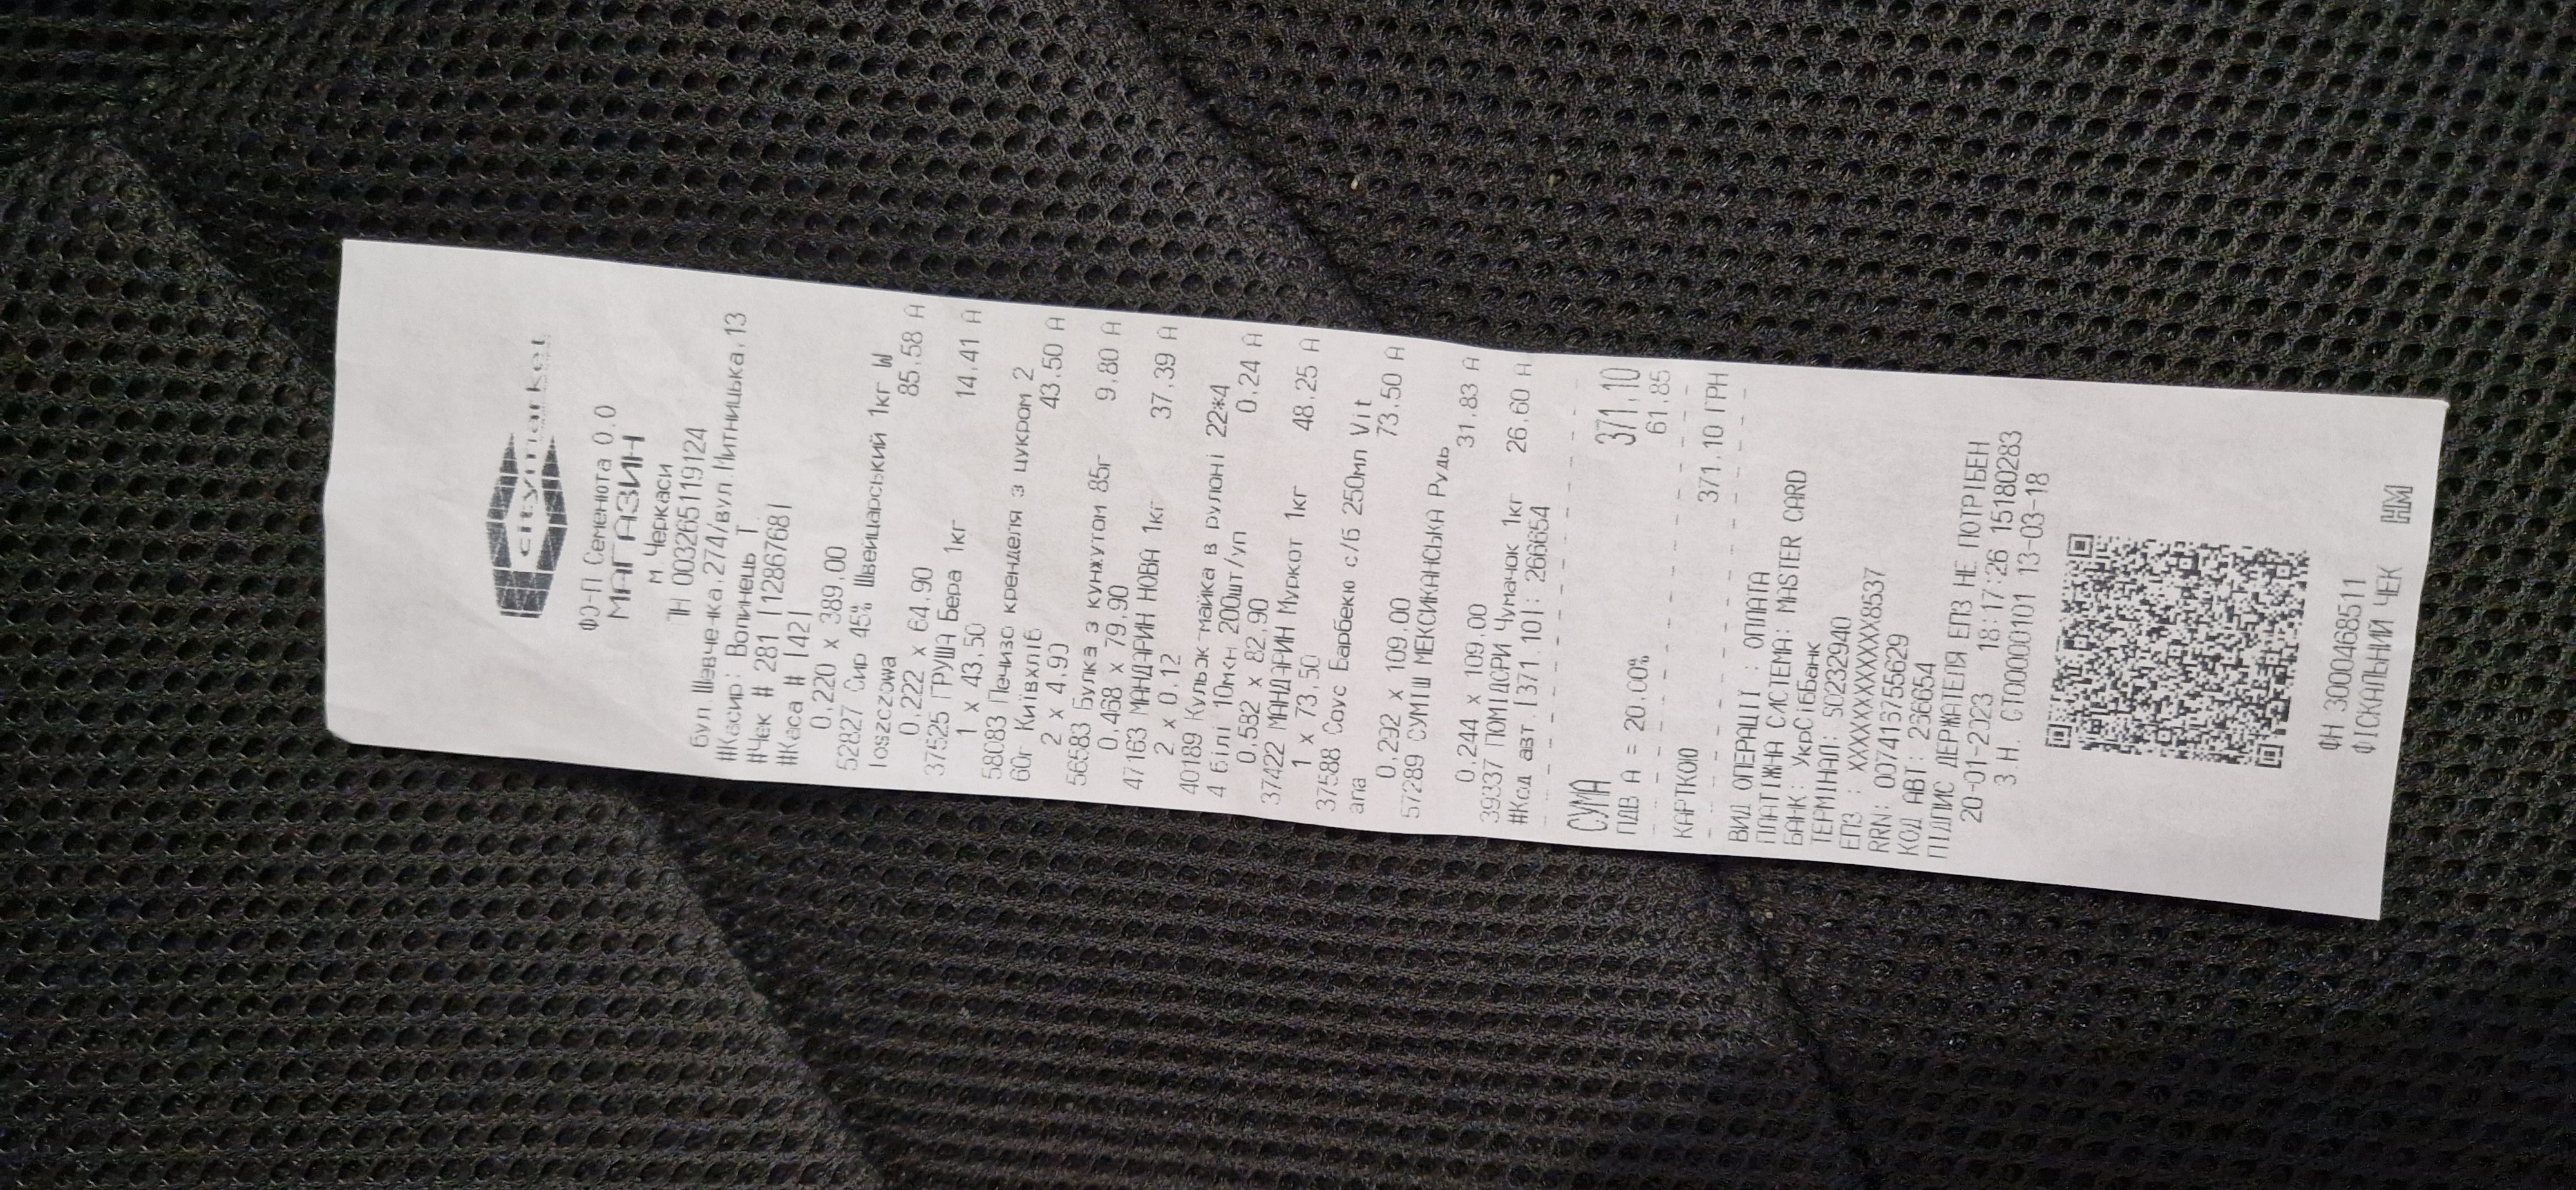 citymarket
ФО-П Семенюта О.О
МАГАЗИН
м. Черкаси
ІН 003265119124
бул Шевченка,274/вул.Митницька,13
#Касир: Волинець Т
#Чек # 281 |1286768|
#Каса # |42|
0,220 x 389,00
52827 Сир 45% Швейцарський 1кг W
loszczowa 85,58 А
0,222 x 64,90
37525 ГРУША Бера 1кг 14,41 А
1 x 43,50
58083 Печиво кренделя з цукром 2
60г Київхліб 43,50 А
2 x 4,90
56583 Булка з кунжутом 85г 9,80 А
0,468 x 79,90
47163 МАНДАРИН НОВА 1кг 37,39 А
2 x 0,12
40189 Кульок-майка в рулоні 22*4
4 білі 10мкн 200шт/уп 0,24 А
0,582 x 82,90
37422 МАНДАРИН Муркот 1кг 48,25 А
1 x 73,50
37588 Соус Барбекю с/б 250мл Vit
ana 73,50 А
0,292 x 109,00
57289 СУМІШ МЕКСИКАНСЬКА Рудь
31,83 А
0,244 x 109,00
39337 ПОМІДОРИ Чумачок 1кг 26,60 А
#Код авт.|371.10|: 266654
СУМА 371,10
ПДВ А = 20.00% 61,85
КАРТКОЮ 371,10 ГРН
ВИД ОПЕРАЦІЇ : ОПЛАТА
ПЛАТІЖНА СИСТЕМА: MASTER CARD
БАНК: УкрСіббанк
ТЕРМІНАЛ: S0232940
ЕПЗ : XXXXXXXXXXXX8537
RRN: 007413755629
КОД АВТ: 266654
ПІДПИС ДЕРЖАТЕЛЯ ЕПЗ НЕ ПОТРІБЕН
20-01-2023 18:17:26 15180283
З.Н. СТ00000101 13-03-18
ФН 3000468511
ФІСКАЛЬНИЙ ЧЕК НМ